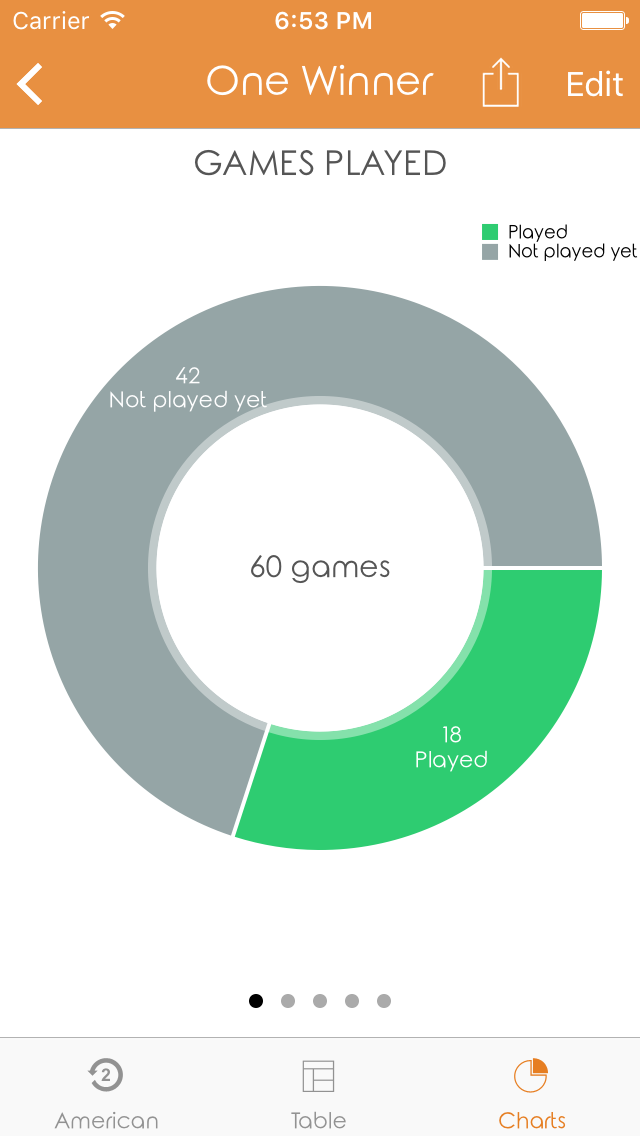 Carrier 6:53 PM
One Winner Edit
GAMES PLAYED
Played
Not played yet
42
Not played yet
60 games
18
Played
2
American Table Charts